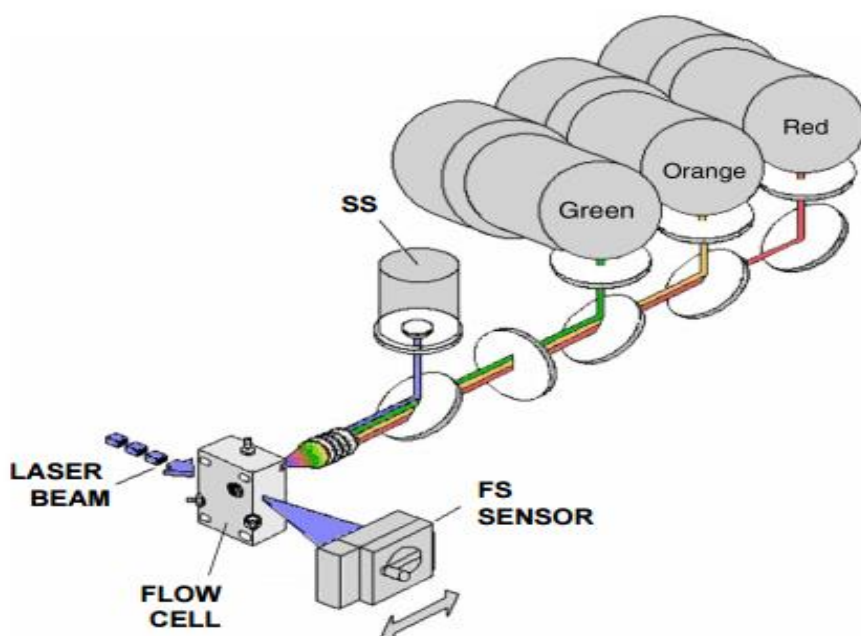 Red
Orange
Green
SS
LASER
BEAM
FS
SENSOR
FLOW
CELL